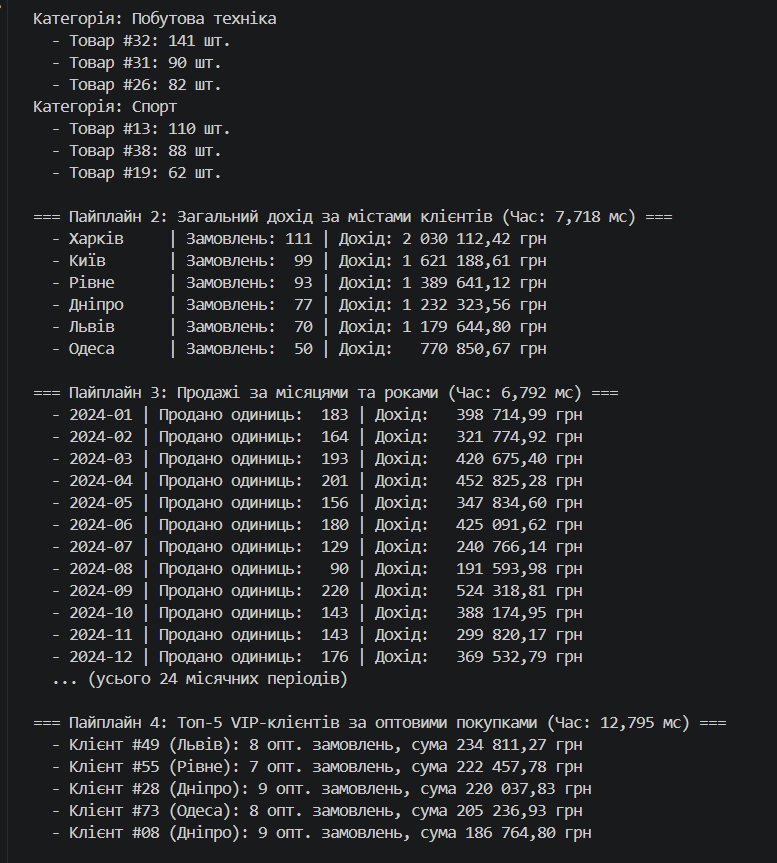 Категорія: Побутова техніка
  - Товар #32: 141 шт.
  - Товар #31: 90 шт.
  - Товар #26: 82 шт.
Категорія: Спорт
  - Товар #13: 110 шт.
  - Товар #38: 88 шт.
  - Товар #19: 62 шт.

=== Пайплайн 2: Загальний дохід за містами клієнтів (Час: 7,718 мс) ===
  - Харків     | Замовлень: 111 | Дохід: 2 030 112,42 грн
  - Київ       | Замовлень:  99 | Дохід: 1 621 188,61 грн
  - Рівне      | Замовлень:  93 | Дохід: 1 389 641,12 грн
  - Дніпро     | Замовлень:  77 | Дохід: 1 232 323,56 грн
  - Львів      | Замовлень:  70 | Дохід: 1 179 644,80 грн
  - Одеса      | Замовлень:  50 | Дохід:   770 850,67 грн

=== Пайплайн 3: Продажі за місяцями та роками (Час: 6,792 мс) ===
  - 2024-01 | Продано одиниць:  183 | Дохід:   398 714,99 грн
  - 2024-02 | Продано одиниць:  164 | Дохід:   321 774,92 грн
  - 2024-03 | Продано одиниць:  193 | Дохід:   420 675,40 грн
  - 2024-04 | Продано одиниць:  201 | Дохід:   452 825,28 грн
  - 2024-05 | Продано одиниць:  156 | Дохід:   347 834,60 грн
  - 2024-06 | Продано одиниць:  180 | Дохід:   425 091,62 грн
  - 2024-07 | Продано одиниць:  129 | Дохід:   240 766,14 грн
  - 2024-08 | Продано одиниць:   90 | Дохід:   191 593,98 грн
  - 2024-09 | Продано одиниць:  220 | Дохід:   524 318,81 грн
  - 2024-10 | Продано одиниць:  143 | Дохід:   388 174,95 грн
  - 2024-11 | Продано одиниць:  143 | Дохід:   299 820,17 грн
  - 2024-12 | Продано одиниць:  176 | Дохід:   369 532,79 грн
  ... (усього 24 місячних періодів)

=== Пайплайн 4: Топ-5 VIP-клієнтів за оптовими покупками (Час: 12,795 мс) ===
  - Клієнт #49 (Львів): 8 опт. замовлень, сума 234 811,27 грн
  - Клієнт #55 (Рівне): 7 опт. замовлень, сума 222 457,78 грн
  - Клієнт #28 (Дніпро): 9 опт. замовлень, сума 220 037,83 грн
  - Клієнт #73 (Одеса): 8 опт. замовлень, сума 205 236,93 грн
  - Клієнт #08 (Дніпро): 9 опт. замовлень, сума 186 764,80 грн